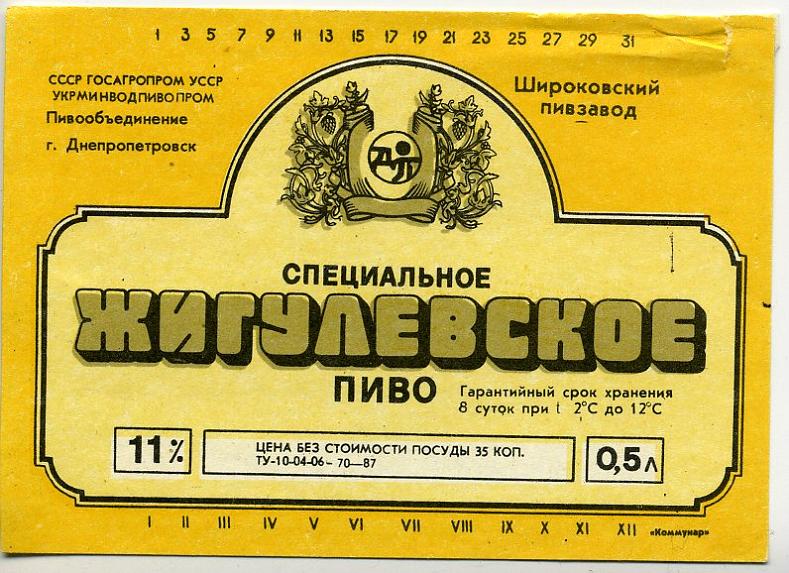 1 3 5 7 9 11 13 15 17 19 21 23 25 27 29 31
СССР ГОСАГРОПРОМ УССР
УКРМИНВОДПИВОПРОМ
Пивообъединение
г. Днепропетровск
Широковский
пивзавод
ДП
СПЕЦИАЛЬНОЕ
ЖИГУЛЕВСКОЕ
ПИВО
Гарантийный срок хранения
8 суток при t 2°С до 12°С
11%
ЦЕНА БЕЗ СТОИМОСТИ ПОСУДЫ 35 КОП.
ТУ-10-04-06-70-87
0,5л
I II III IV V VI VII VIII IX X XI XII
«Коммунар»